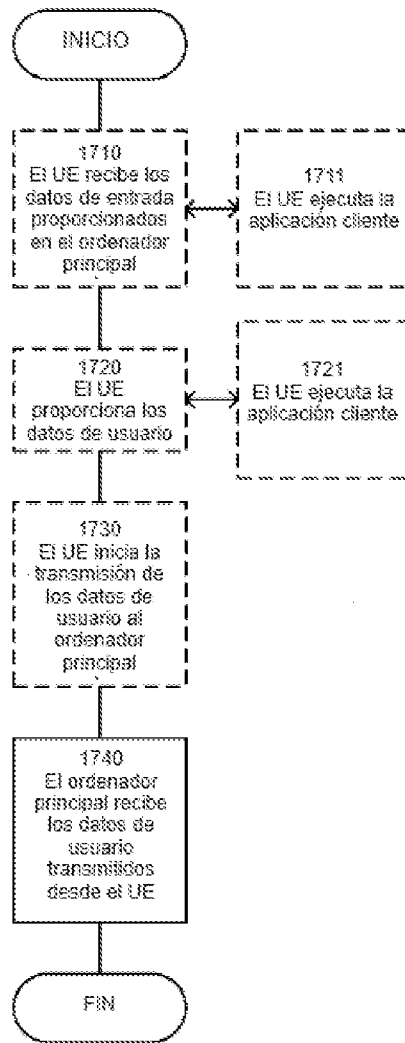 INICIO
1710
El UE recibe los
datos de entrada
proporcionados
en el ordenador
principal
1711
El UE ejecuta la
aplicación cliente
1720
El UE
proporciona los
datos de usuario
1721
El UE ejecuta la
aplicación cliente
1730
El UE inicia la
transmisión de
los datos de
usuario al
ordenador
principal
1740
El ordenador
principal recibe
los datos de
usuario
transmitidos
desde el UE
FIN